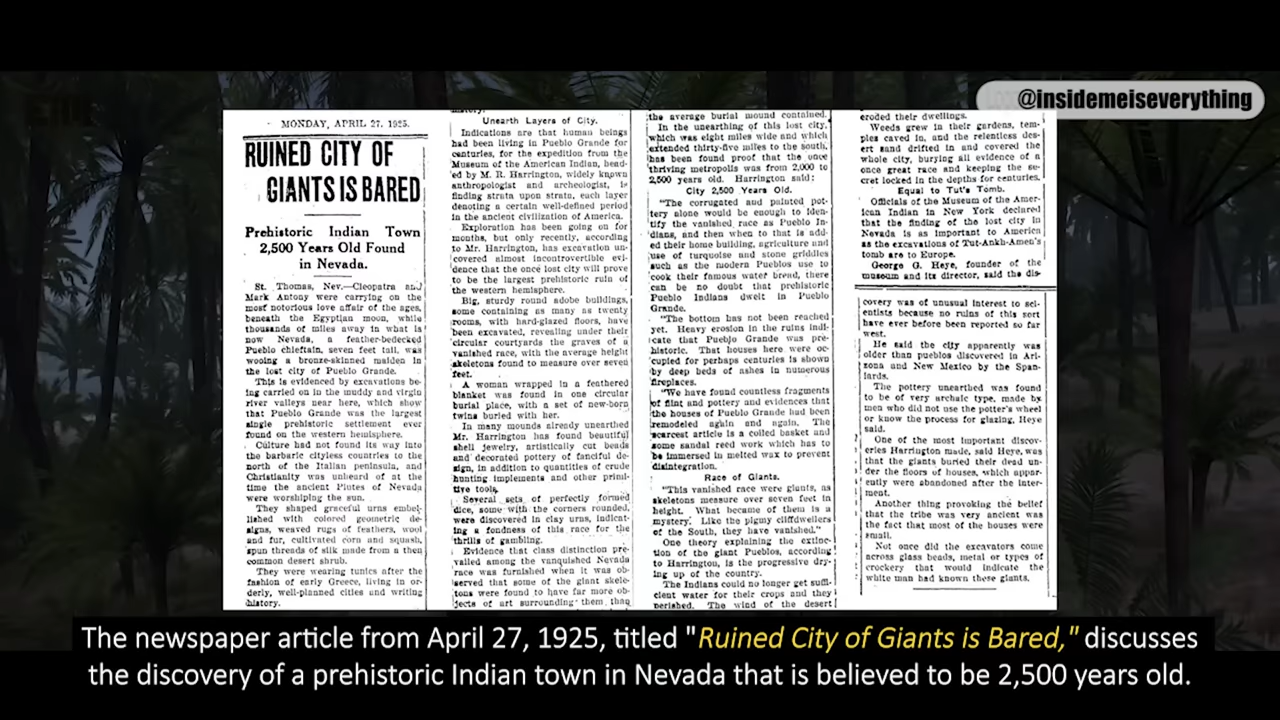 @insidemeiseverything
MONDAY, APRIL 27, 1925.
RUINED CITY OF
GIANTS IS BARED
Prehistoric Indian Town
2,500 Years Old Found
in Nevada.
St. Thomas, Nev.—Cleopatra and
Mark Antony were carrying on the
most notorious love affair of the ages,
beneath the Egyptian moon, while
thousands of miles away in what is
now Nevada, a feather-bedecked
Pueblo chieftain, seven feet tall, was
wooing a bronze-skinned maiden in
the lost city of Pueblo Grande.
This is evidenced by excavations be-
ing carried on in the muddy and virgin
river valleys near here, which show
that Pueblo Grande was the largest
single prehistoric settlement ever
found on the western hemisphere.
Culture had not found its way into
the barbaric cityless countries to the
north of the Italian peninsula, and
Christianity was unheard of at the
time the ancient Piutes of Nevada
were worshiping the sun.
They shaped graceful urns embel-
lished with colored geometric de-
signs, weaved rugs of feathers, wool
and fur, cultivated corn and squash,
spun threads of silk made from a then
common desert shrub.
They were wearing tunics after the
fashion of early Greece, living in or-
derly, well-planned cities and writing
history.
Unearth Layers of City.
Indications are that human beings
had been living in Pueblo Grande for
centuries, for the expedition from the
Museum of the American Indian, head-
ed by M. R. Harrington, widely known
anthropologist and archeologist, is
finding strata upon strata, each layer
denoting a certain well-defined period
in the ancient civilization of America.
Exploration has been going on for
months, but only recently, according
to Mr. Harrington, has excavation un-
covered almost incontrovertible evi-
dence that the once lost city will prove
to be the largest prehistoric ruin of
the western hemisphere.
Big, sturdy round adobe buildings,
some containing as many as twenty
rooms, with hard-glazed floors, have
been excavated, revealing under their
circular courtyards the graves of a
vanished race, with the average height
skeletons found to measure over seven
feet.
A woman wrapped in a feathered
blanket was found in one circular
burial place, with a set of new-born
twins buried with her.
In many mounds already unearthed
Mr. Harrington has found beautiful
shell jewelry, artistically cut beads
and decorated pottery of fanciful de-
sign, in addition to quantities of crude
hunting implements and other primi-
tive tools.
Several sets of perfectly formed
dice, some with the corners rounded,
were discovered in clay urns, indicat-
ing a fondness of this race for the
thrills of gambling.
Evidence that class distinction pre-
vailed among the vanquished Nevada
race was furnished when it was ob-
served that some of the giant skele-
tons were found to have far more ob-
jects of art surrounding them than
the average burial mound contained.
In the unearthing of this lost city,
which was eight miles wide and which
extended thirty-five miles to the south,
has been found proof that the once
thriving metropolis was from 2,000 to
2,500 years old. Harrington said:
City 2,500 Years Old.
"The corrugated and painted pot-
tery alone would be enough to iden-
tify the vanished race as Pueblo In-
dians, and then when to that is add-
ed their home building, agriculture and
use of turquoise and stone griddles
such as the modern Pueblos use to
cook their famous water bread, there
can be no doubt that prehistoric
Pueblo Indians dwelt in Pueblo
Grande.
"The bottom has not been reached
yet. Heavy erosion in the ruins indi-
cate that Pueblo Grande was pre-
historic. That houses here were oc-
cupied for perhaps centuries is shown
by deep beds of ashes in numerous
fireplaces.
"We have found countless fragments
of flint and pottery and evidences that
the houses of Pueblo Grande had been
remodeled again and again. The
scarcest article is a coiled basket and
some sandal reed work which has to
be immersed in melted wax to prevent
disintegration.
Race of Giants.
"This vanished race were giants, as
skeletons measure over seven feet in
height. What became of them is a
mystery. Like the pigmy cliffdwellers
of the South, they have vanished."
One theory explaining the extinc-
tion of the giant Pueblos, according
to Harrington, is the progressive dry-
ing up of the country.
The Indians could no longer get suffi-
cient water for their crops and they
perished. The wind of the desert
eroded their dwellings.
Weeds grew in their gardens, tem-
ples caved in, and the relentless des-
ert sand drifted in and covered the
whole city, burying all evidence of a
once great race and keeping the se-
cret locked in the depths for centuries.
Equal to Tut's Tomb.
Officials of the Museum of the Amer-
ican Indian in New York declared
that the finding of the lost city in
Nevada is as important to America
as the excavations of Tut-Ankh-Amen's
tomb are to Europe.
George G. Heye, founder of the
museum and its director, said the dis-
covery was of unusual interest to sci-
entists because no ruins of this sort
have ever before been reported so far
west.
He said the city apparently was
older than pueblos discovered in Ari-
zona and New Mexico by the Span-
iards.
The pottery unearthed was found
to be of very archaic type, made by
men who did not use the potter's wheel
or know the process for glazing, Heye
said.
One of the most important discov-
eries Harrington made, said Heye, was
that the giants buried their dead un-
der the floors of houses, which appar-
ently were abandoned after the inter-
ment.
Another thing provoking the belief
that the tribe was very ancient was
the fact that most of the houses were
small.
Not once did the excavators come
across glass beads, metal or types of
crockery that would indicate the
white man had known these giants.
The newspaper article from April 27, 1925, titled "Ruined City of Giants is Bared," discusses
the discovery of a prehistoric Indian town in Nevada that is believed to be 2,500 years old.